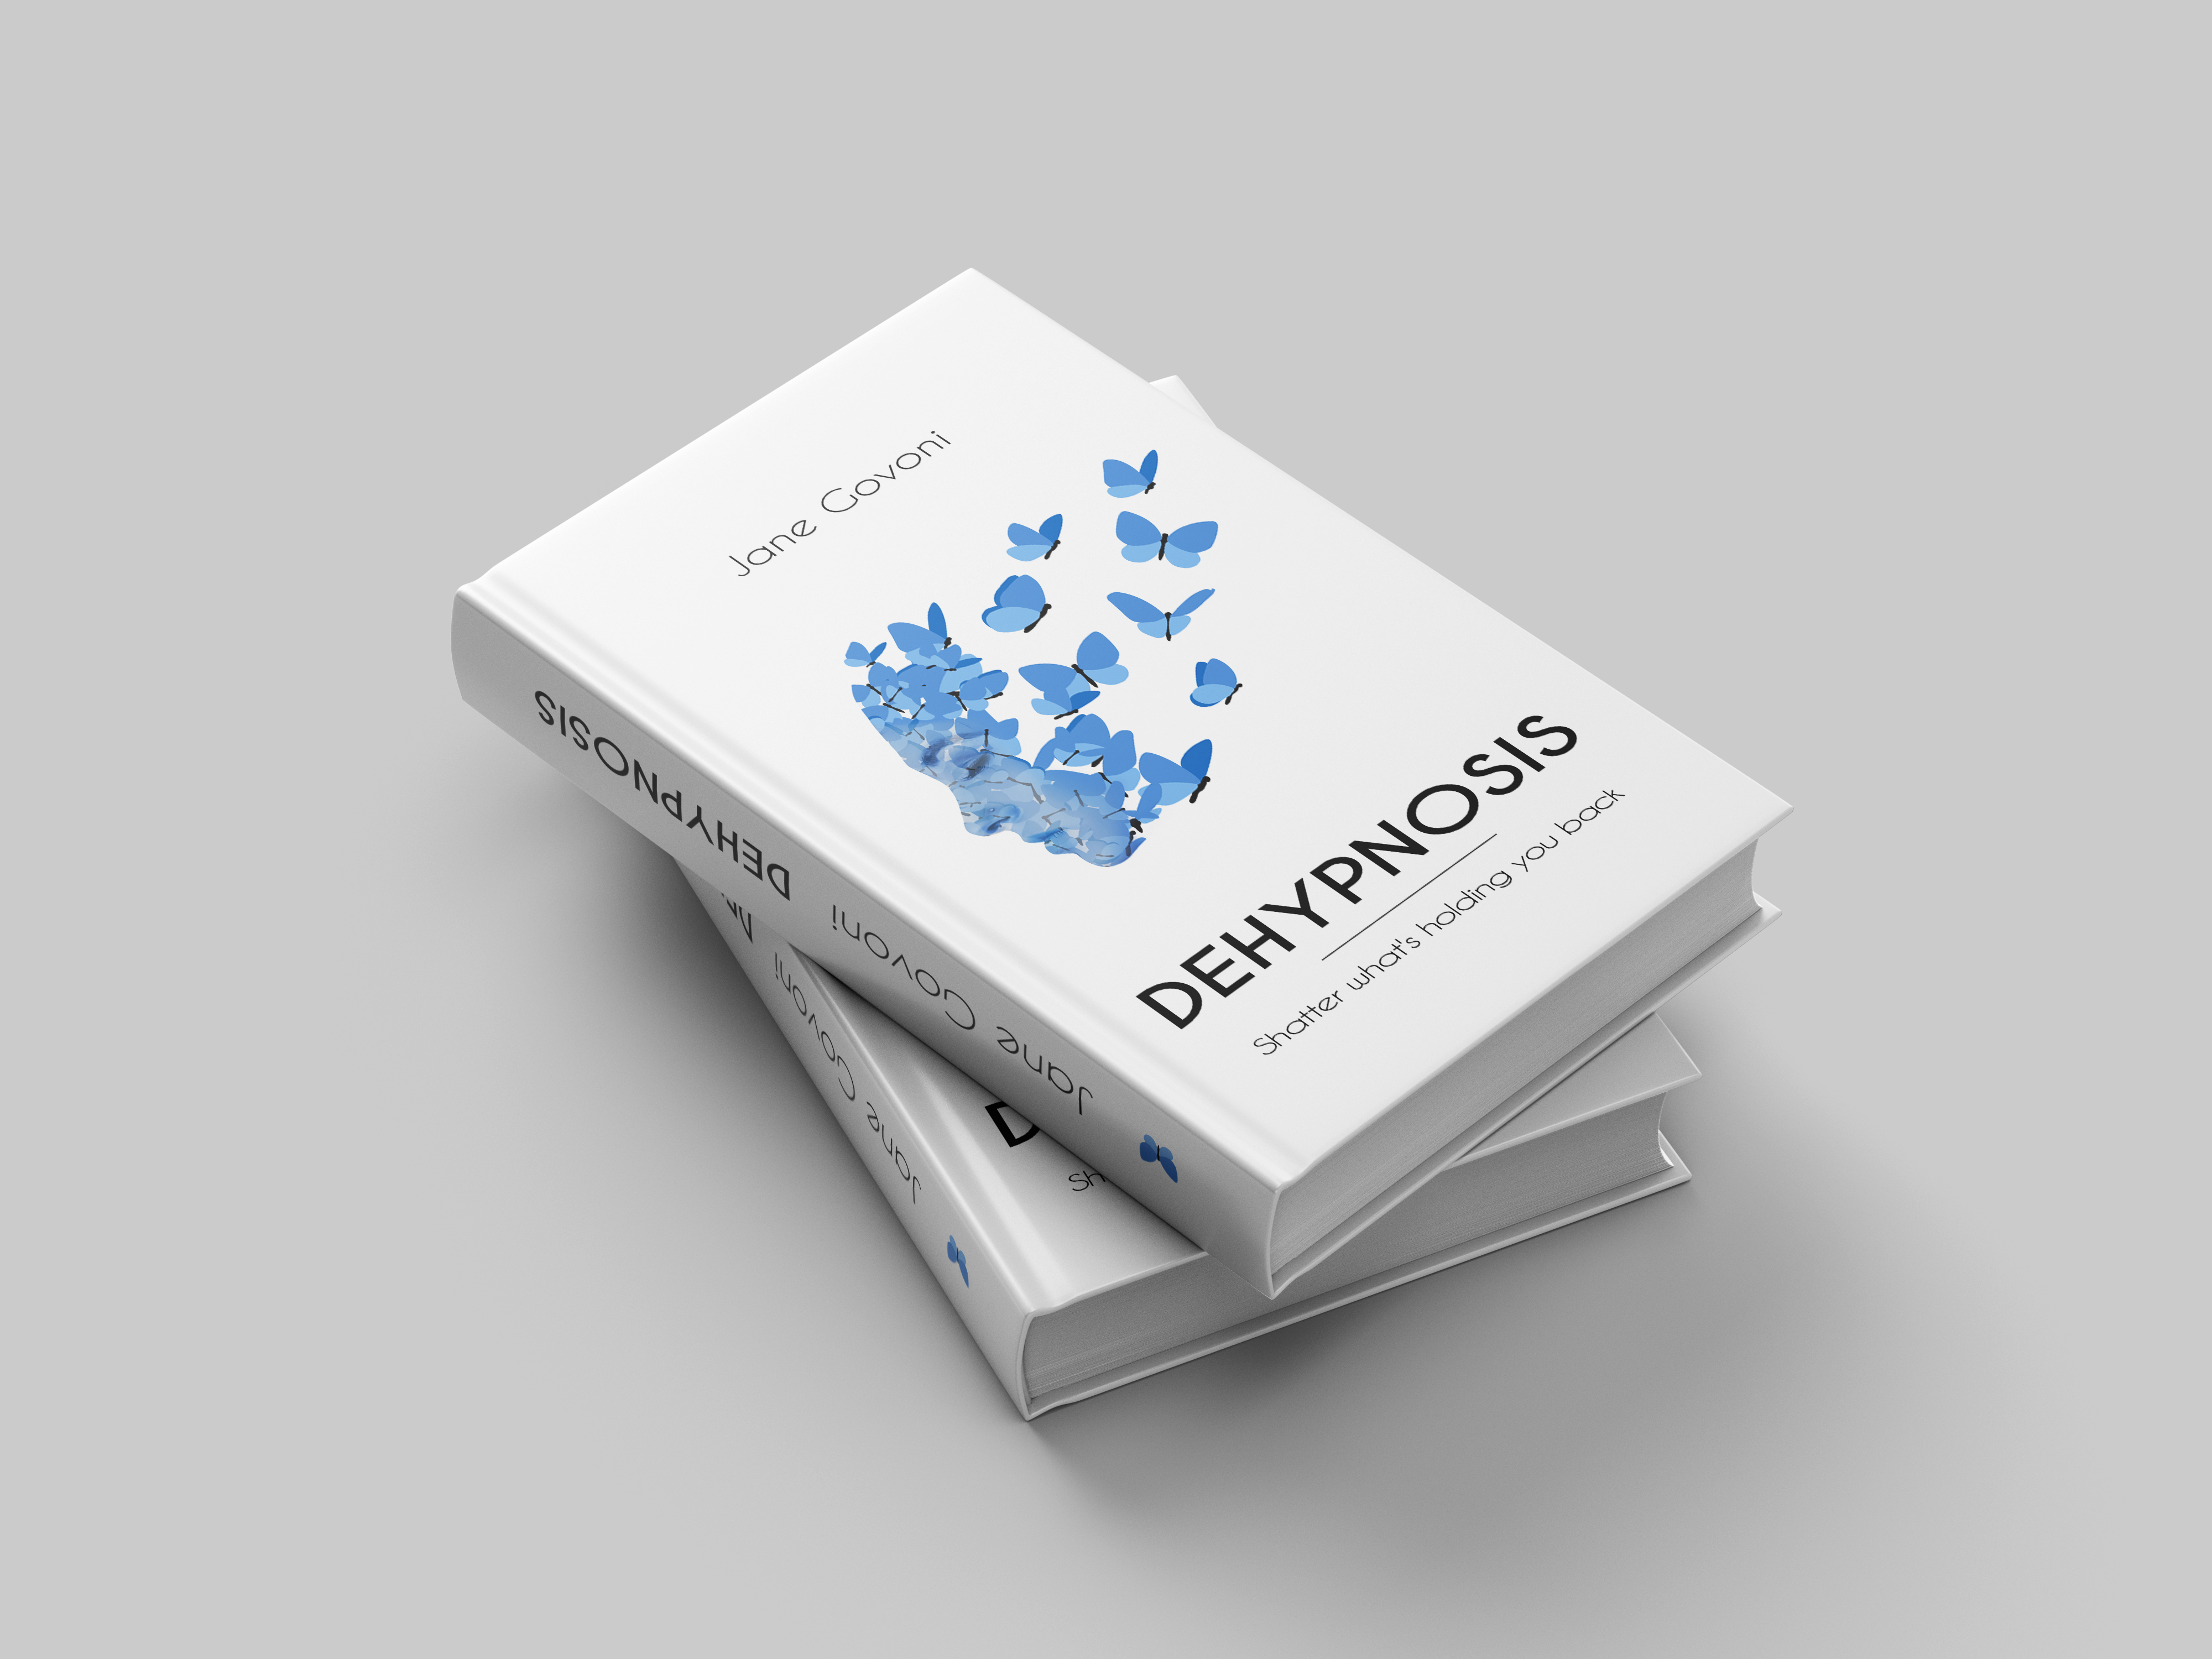 Jane Govoni
DEHYPNOSIS
Shatter what's holding you back
Jane Govoni DEHYPNOSIS
Jane Govoni
D
Sh